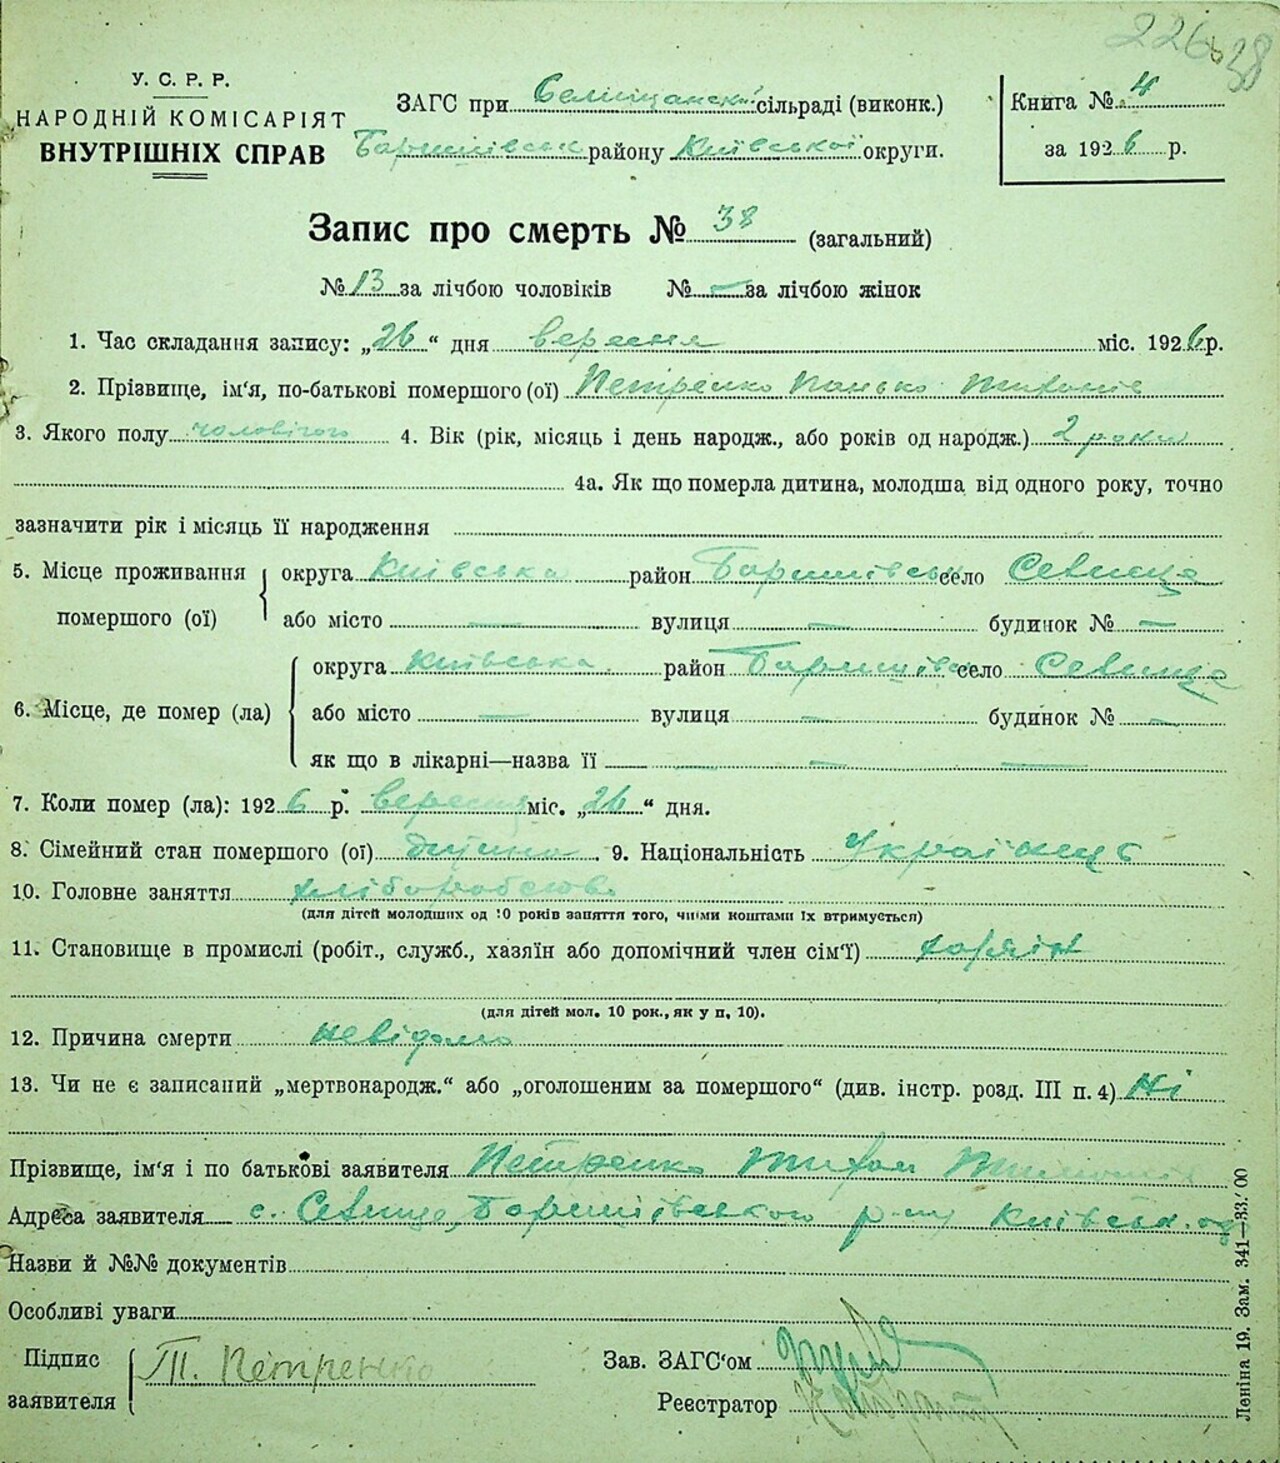 226 38
У. С. Р. Р.
НАРОДНІЙ КОМІСАРІЯТ
ВНУТРІШНІХ СПРАВ
ЗАГС при Селищанській сільраді (виконк.)
Баришівськ району Київської округи.
Книга № 4
за 1926 р.
Запис про смерть № 38 (загальний)
№ 13 за лічбою чоловіків № – за лічбою жінок
1. Час складання запису: „26“ дня вересня міс. 1926 р.
2. Прізвище, ім'я, по-батькові помершого (ої) Петренко Панько Тихонів
3. Якого полу чоловічого 4. Вік (рік, місяць і день народж., або років од народж.) 2 роки
4а. Як що померла дитина, молодша від одного року, точно
зазначити рік і місяць її народження
5. Місце проживання помершого (ої) округа Київська район Баришівськ село Селище
або місто — вулиця — будинок № —
6. Місце, де помер (ла) округа Київська район Баришівськ село Селище
або місто — вулиця — будинок № —
як що в лікарні—назва її — — —
7. Коли помер (ла): 1926 р. вересня міс. „26“ дня.
8. Сімейний стан помершого (ої) дитина 9. Національність Українець
10. Головне заняття хліборобство
(для дітей молодших од 10 років заняття того, чиїми коштами їх втримується)
11. Становище в промислі (робіт., служб., хазяїн або допомічний член сім'ї) хазяїн
(для дітей мол. 10 рок., як у п. 10).
12. Причина смерти невідомо
13. Чи не є записаний „мертвонародж.“ або „оголошеним за помершого“ (див. інстр. розд. III п. 4) Ні
Прізвище, ім'я і по батькові заявителя Петренко Тихон
Адреса заявителя с. Селище, Баришівського р-ну Київськ. ок
Назви й №№ документів
Особливі уваги
Підпис заявителя Т. Петренко
Зав. ЗАГС'ом
Реєстратор
Леніна 19. Зам. 341—33.'00